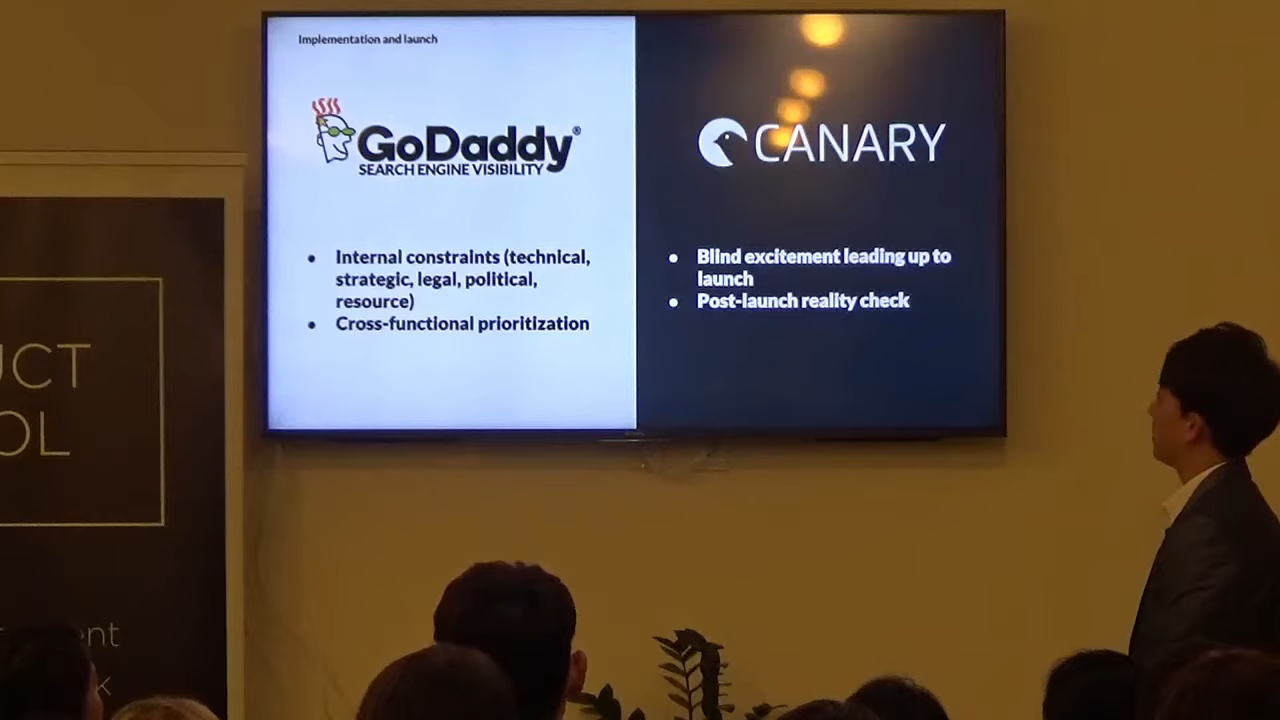 Implementation and launch
GoDaddy®
SEARCH ENGINE VISIBILITY
• Internal constraints (technical,
strategic, legal, political,
resource)
• Cross-functional prioritization
CANARY
• Blind excitement leading up to
launch
• Post-launch reality check
UCT
OL